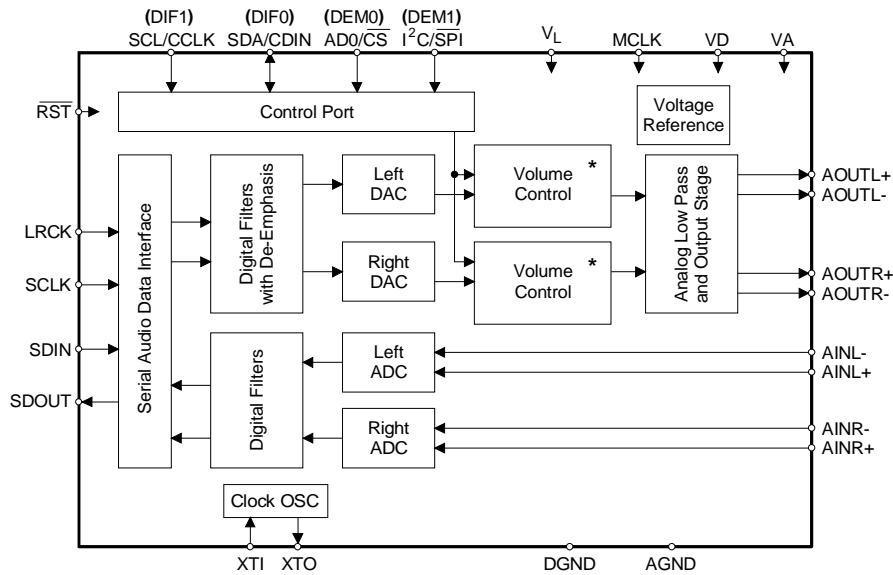 (DIF1) (DIF0) (DEM0) (DEM1)
SCL/CCLK SDA/CDIN AD0/C̅S̅ I²C/S̅P̅I VL MCLK VD VA
R̅S̅T̅
Control Port
Voltage
Reference
Left
DAC
Volume
Control
*
AOUTL+
AOUTL-
LRCK
SCLK
SDIN
SDOUT
Serial Audio Data Interface
Digital Filters
with De-Emphasis
Right
DAC
Volume
Control
*
Analog Low Pass
and Output Stage
AOUTR+
AOUTR-
Digital Filters
Left
ADC
AINL-
AINL+
Right
ADC
AINR-
AINR+
Clock OSC
XTI XTO DGND AGND